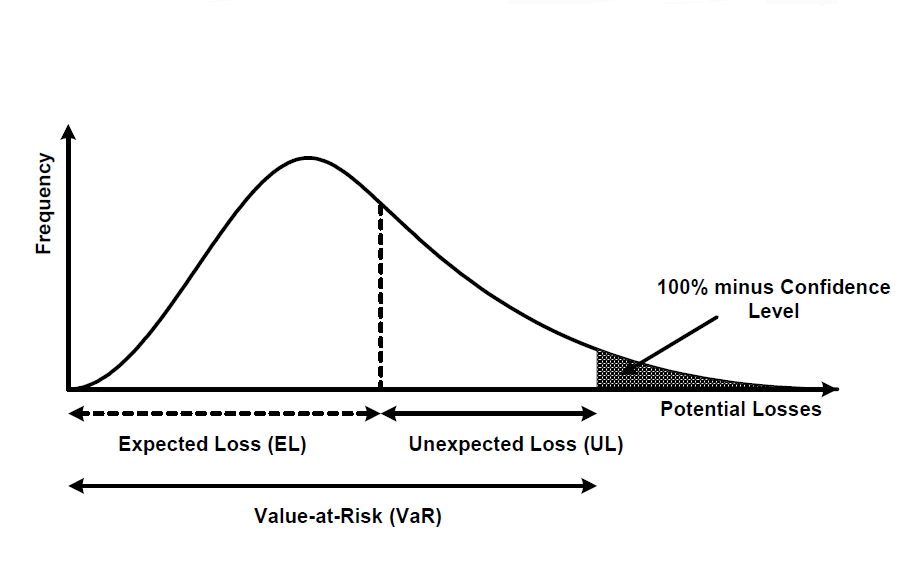 Frequency
100% minus Confidence
Level
Potential Losses
Expected Loss (EL)
Unexpected Loss (UL)
Value-at-Risk (VaR)